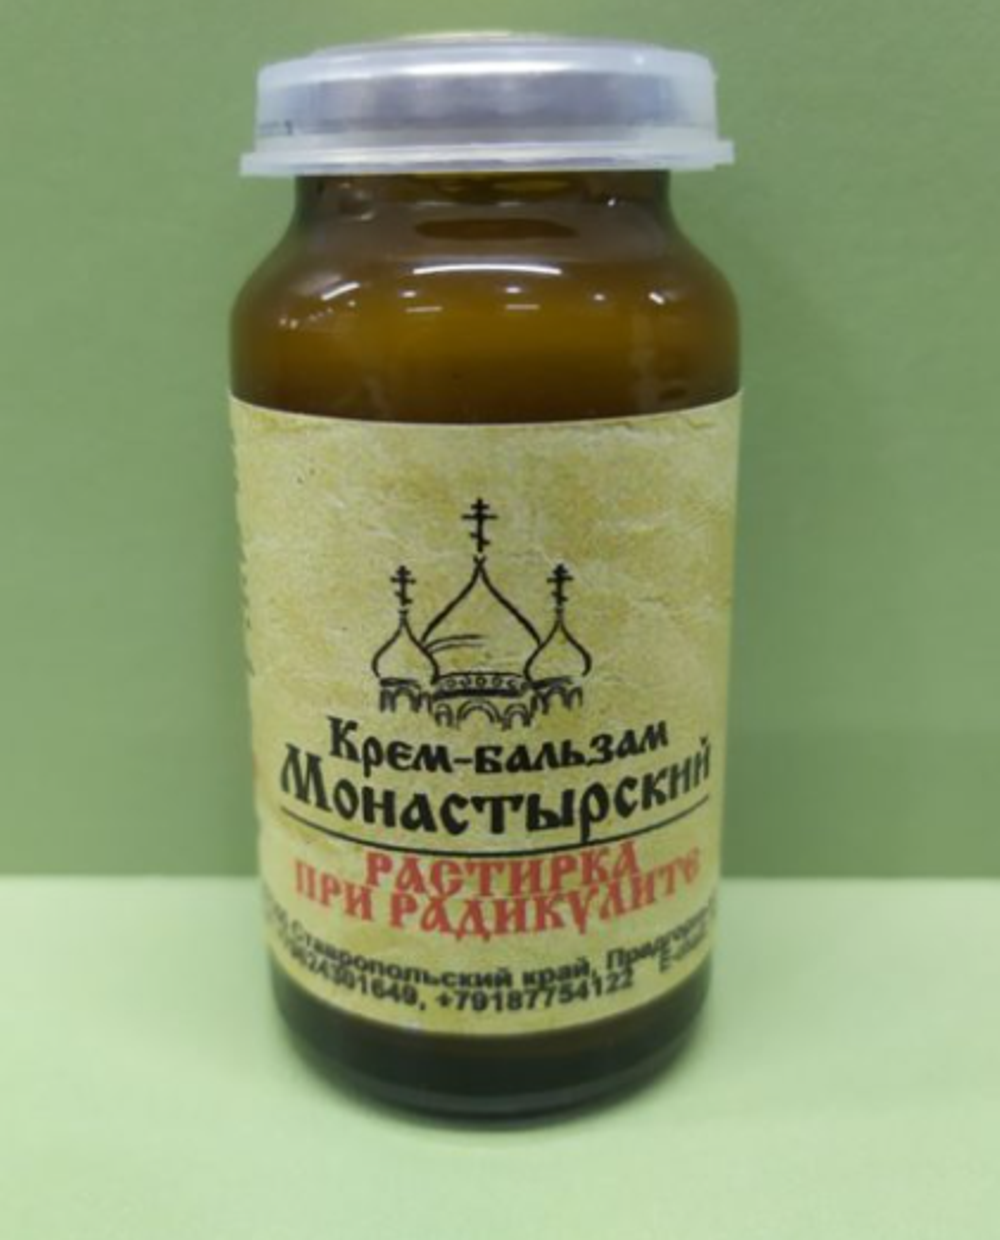 Крем-бальзам
Монастырский
РАСТИРКА
ПРИ РАДИКУЛИТЕ
Ставропольский край,
+79187754122